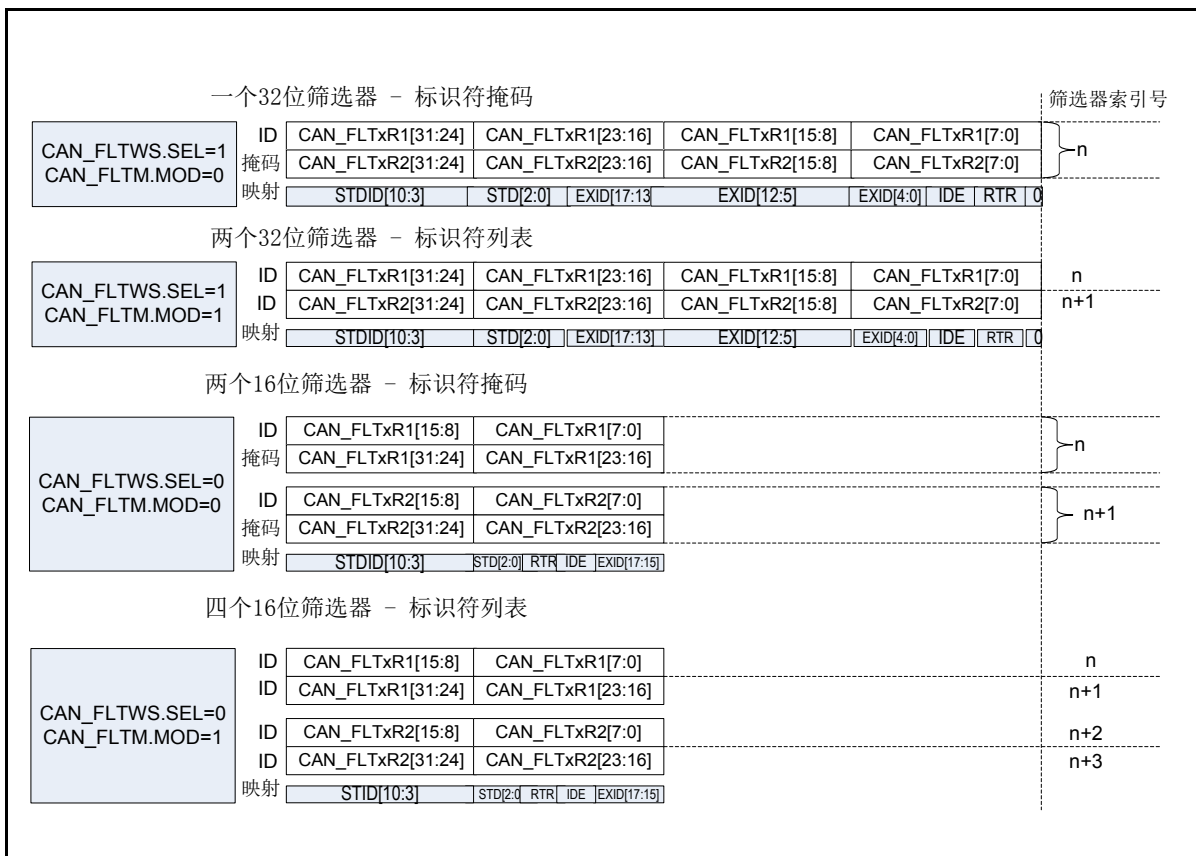 一个32位筛选器 - 标识符掩码
筛选器索引号
CAN_FLTWS.SEL=1
CAN_FLTM.MOD=0
ID CAN_FLTxR1[31:24] CAN_FLTxR1[23:16] CAN_FLTxR1[15:8] CAN_FLTxR1[7:0]
掩码 CAN_FLTxR2[31:24] CAN_FLTxR2[23:16] CAN_FLTxR2[15:8] CAN_FLTxR2[7:0]
n
映射 STDID[10:3] STD[2:0] EXID[17:13 EXID[12:5] EXID[4:0] IDE RTR 0
两个32位筛选器 - 标识符列表
CAN_FLTWS.SEL=1
CAN_FLTM.MOD=1
ID CAN_FLTxR1[31:24] CAN_FLTxR1[23:16] CAN_FLTxR1[15:8] CAN_FLTxR1[7:0] n
ID CAN_FLTxR2[31:24] CAN_FLTxR2[23:16] CAN_FLTxR2[15:8] CAN_FLTxR2[7:0] n+1
映射 STDID[10:3] STD[2:0] EXID[17:13] EXID[12:5] EXID[4:0] IDE RTR 0
两个16位筛选器 - 标识符掩码
CAN_FLTWS.SEL=0
CAN_FLTM.MOD=0
ID CAN_FLTxR1[15:8] CAN_FLTxR1[7:0]
掩码 CAN_FLTxR1[31:24] CAN_FLTxR1[23:16]
n
ID CAN_FLTxR2[15:8] CAN_FLTxR2[7:0]
掩码 CAN_FLTxR2[31:24] CAN_FLTxR2[23:16]
n+1
映射 STDID[10:3] STD[2:0] RTR IDE EXID[17:15]
四个16位筛选器 - 标识符列表
CAN_FLTWS.SEL=0
CAN_FLTM.MOD=1
ID CAN_FLTxR1[15:8] CAN_FLTxR1[7:0] n
ID CAN_FLTxR1[31:24] CAN_FLTxR1[23:16] n+1
ID CAN_FLTxR2[15:8] CAN_FLTxR2[7:0] n+2
ID CAN_FLTxR2[31:24] CAN_FLTxR2[23:16] n+3
映射 STID[10:3] STD[2:0 RTR IDE EXID[17:15]